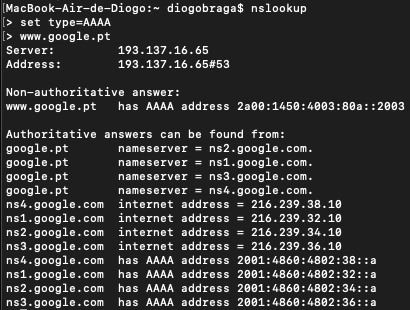 [MacBook-Air-de-Diogo:~ diogobraga$ nslookup
[> set type=AAAA
[> www.google.pt
Server: 193.137.16.65
Address: 193.137.16.65#53
Non-authoritative answer:
www.google.pt has AAAA address 2a00:1450:4003:80a::2003
Authoritative answers can be found from:
google.pt nameserver = ns2.google.com.
google.pt nameserver = ns1.google.com.
google.pt nameserver = ns3.google.com.
google.pt nameserver = ns4.google.com.
ns4.google.com internet address = 216.239.38.10
ns1.google.com internet address = 216.239.32.10
ns2.google.com internet address = 216.239.34.10
ns3.google.com internet address = 216.239.36.10
ns4.google.com has AAAA address 2001:4860:4802:38::a
ns1.google.com has AAAA address 2001:4860:4802:32::a
ns2.google.com has AAAA address 2001:4860:4802:34::a
ns3.google.com has AAAA address 2001:4860:4802:36::a